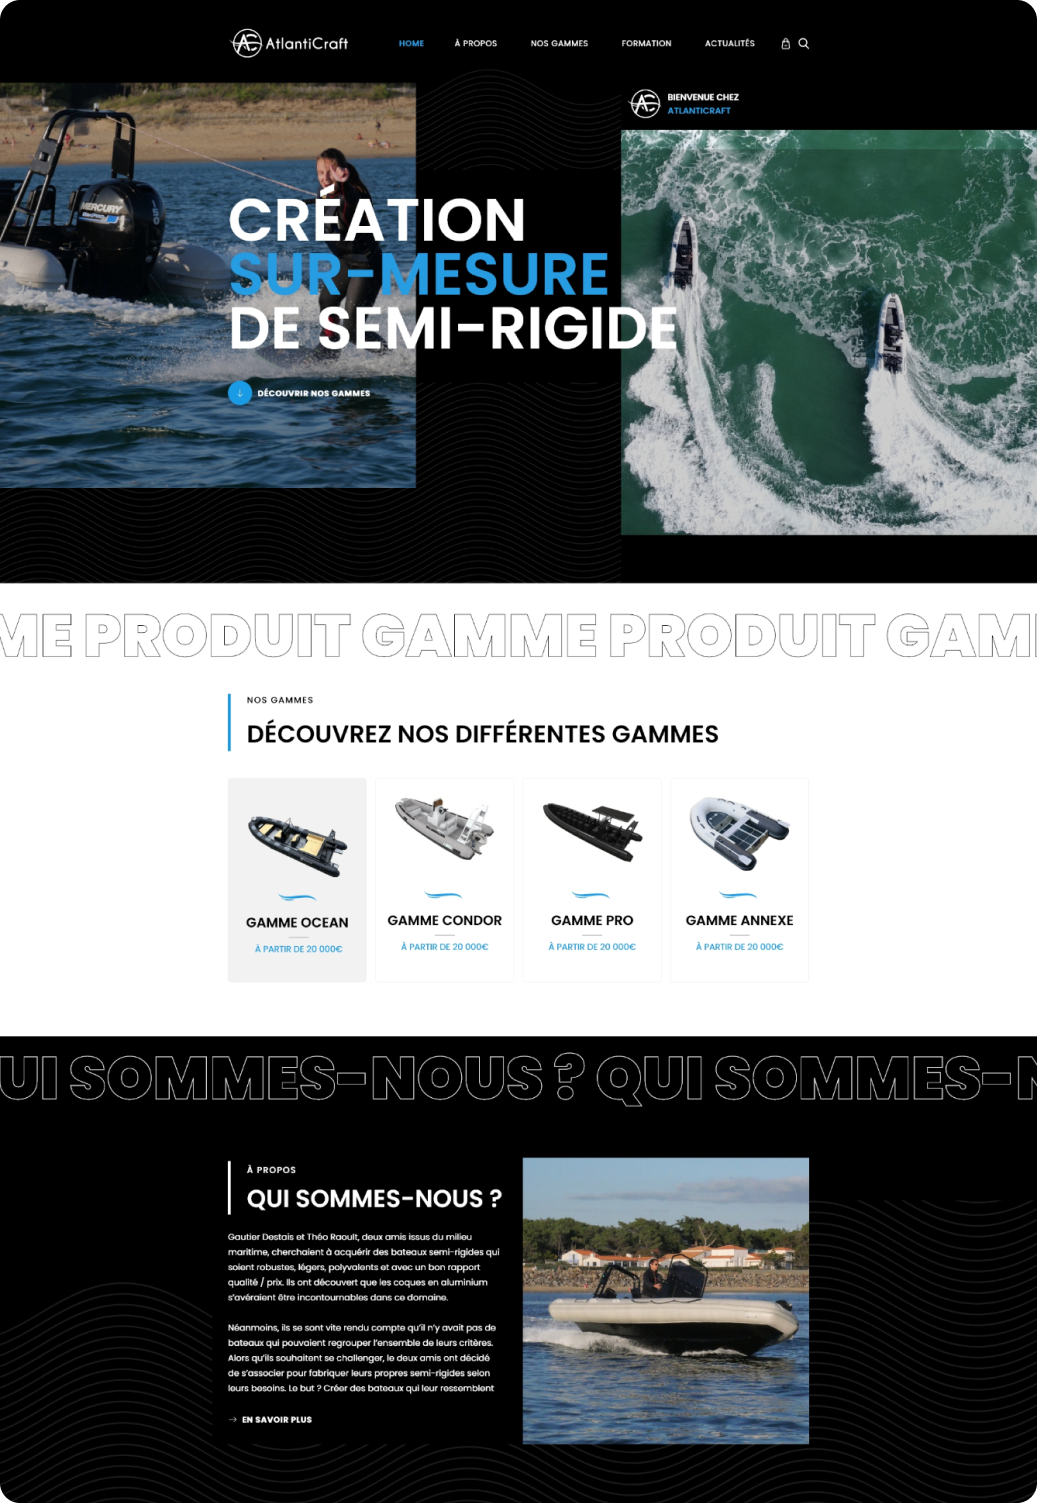 AtlantiCraft
HOME
À PROPOS
NOS GAMMES
FORMATION
ACTUALITÉS
BIENVENUE CHEZ
ATLANTICRAFT
MERCURY
CRÉATION
SUR-MESURE
DE SEMI-RIGIDE
DÉCOUVRIR NOS GAMMES
ME PRODUIT GAMME PRODUIT GAM
NOS GAMMES
DÉCOUVREZ NOS DIFFÉRENTES GAMMES
GAMME OCEAN
À PARTIR DE 20 000€
GAMME CONDOR
À PARTIR DE 20 000€
GAMME PRO
À PARTIR DE 20 000€
GAMME ANNEXE
À PARTIR DE 20 000€
UI SOMMES-NOUS ? QUI SOMMES-N
À PROPOS
QUI SOMMES-NOUS ?
Gautier Destais et Théo Raoult, deux amis issus du milieu
maritime, cherchaient à acquérir des bateaux semi-rigides qui
soient robustes, légers, polyvalents et avec un bon rapport
qualité / prix. Ils ont découvert que les coques en aluminium
s'avéraient être incontournables dans ce domaine.
Néanmoins, ils se sont vite rendu compte qu'il n'y avait pas de
bateaux qui pouvaient regrouper l'ensemble de leurs critères.
Alors qu'ils souhaitent se challenger, le deux amis ont décidé
de s'associer pour fabriquer leurs propres semi-rigides selon
leurs besoins. Le but ? Créer des bateaux qui leur ressemblent
EN SAVOIR PLUS